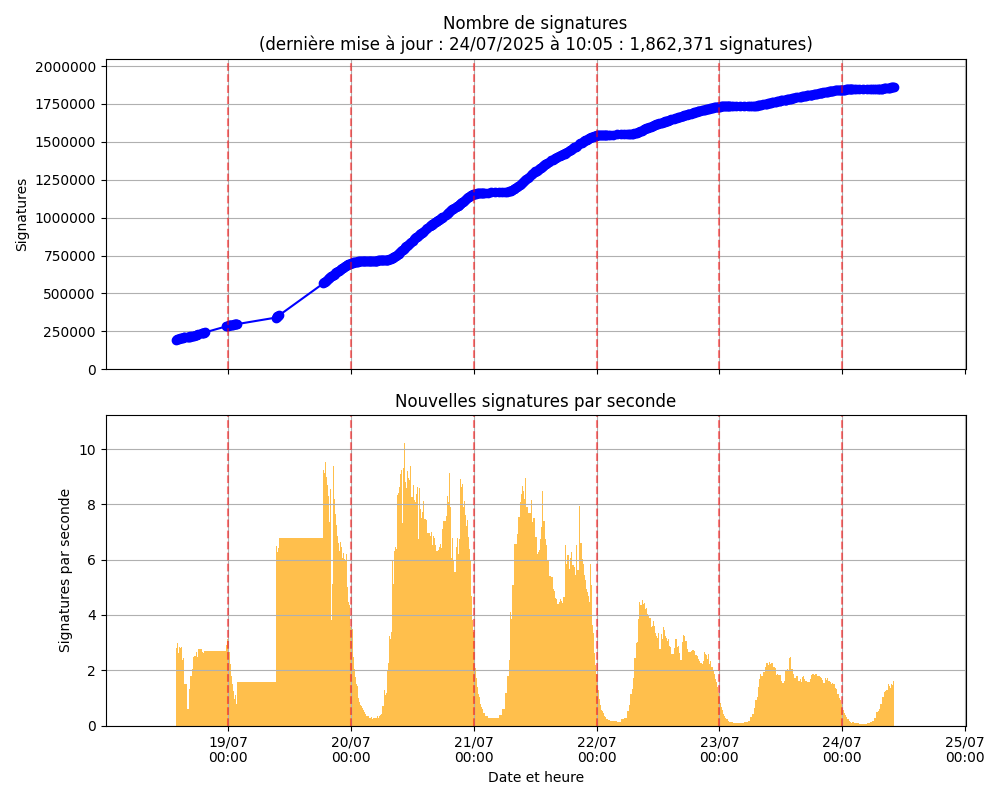 Nombre de signatures
(dernière mise à jour : 24/07/2025 à 10:05 : 1,862,371 signatures)
2000000
1750000
1500000
1250000
1000000
750000
500000
250000
0
Signatures
Nouvelles signatures par seconde
10
8
6
4
2
0
Signatures par seconde
19/07 20/07 21/07 22/07 23/07 24/07 25/07
00:00 00:00 00:00 00:00 00:00 00:00 00:00
Date et heure